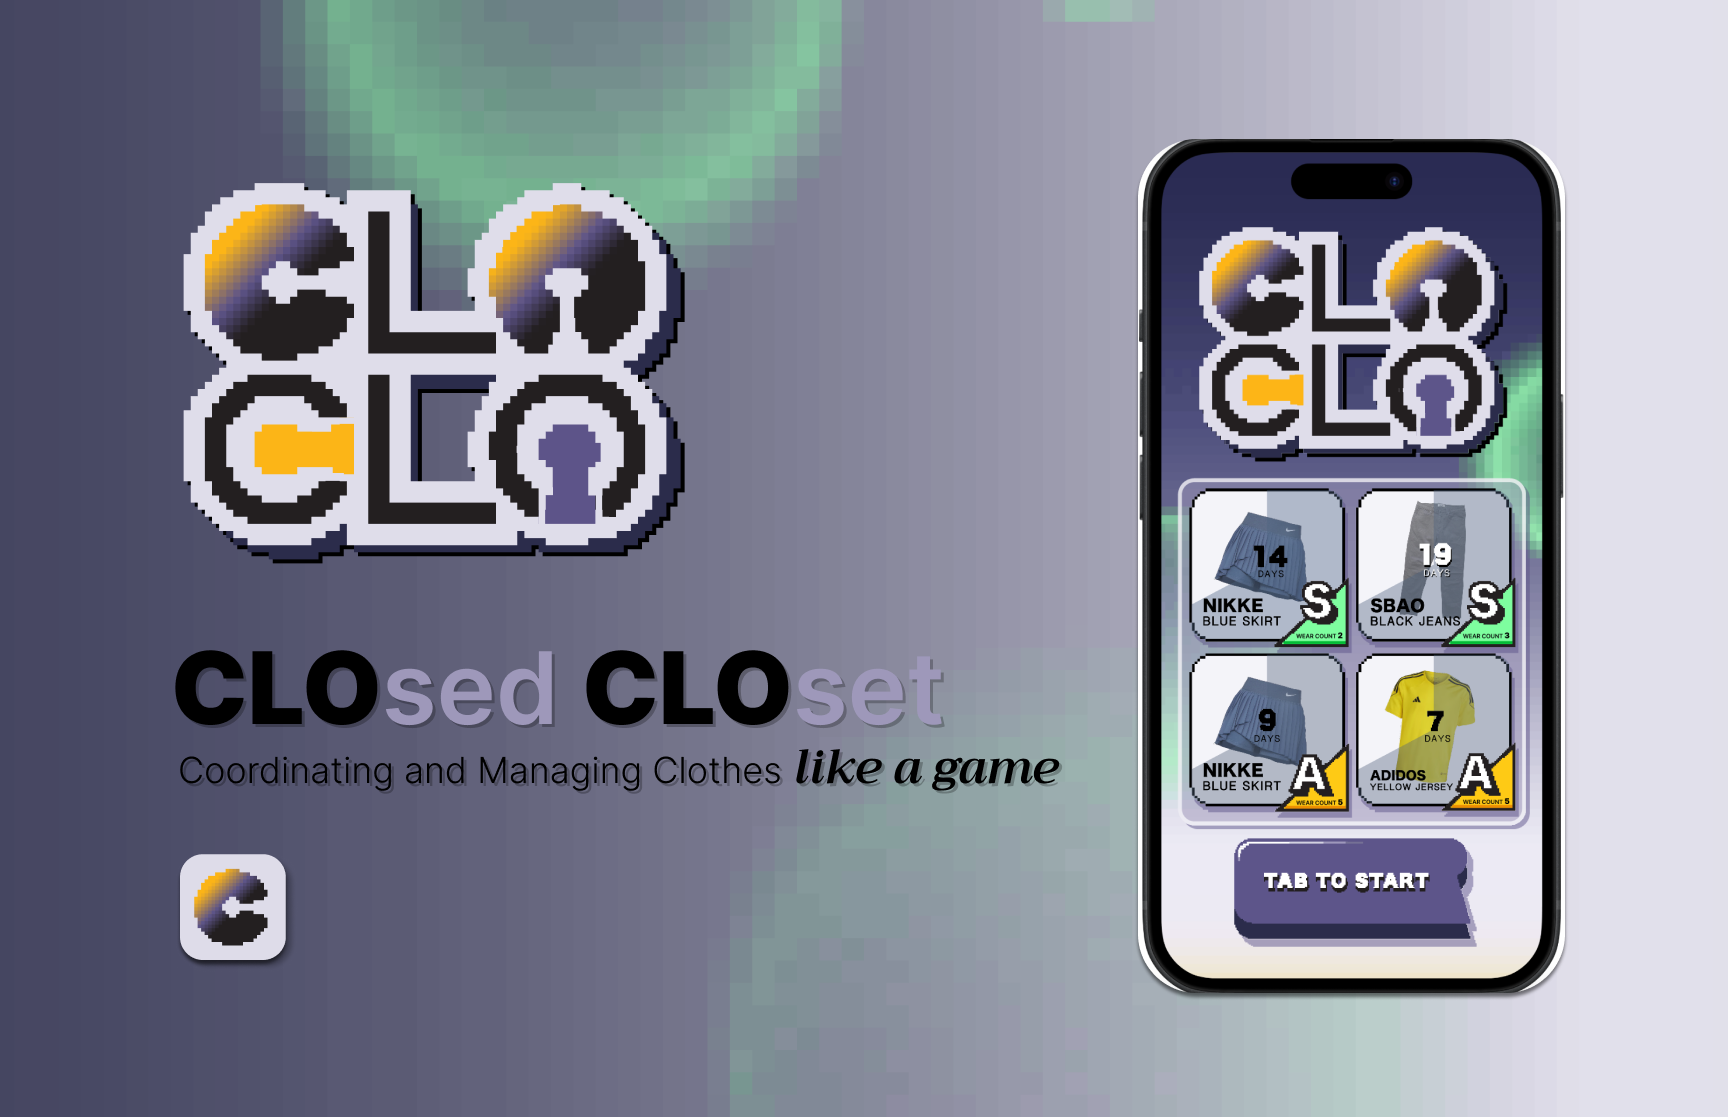 CLO
CLO
CLOsed CLOset
Coordinating and Managing Clothes like a game
C
CLO
CLO
14
DAYS
NIKKE
BLUE SKIRT
S
WEAR COUNT 2
19
DAYS
SBAO
BLACK JEANS
S
WEAR COUNT 3
9
DAYS
NIKKE
BLUE SKIRT
A
WEAR COUNT 5
7
DAYS
ADIDOS
YELLOW JERSEY
A
WEAR COUNT 5
TAB TO START